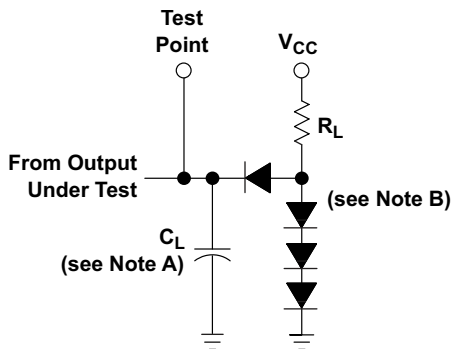 Test
Point
VCC
RL
From Output
Under Test
(see Note B)
CL
(see Note A)